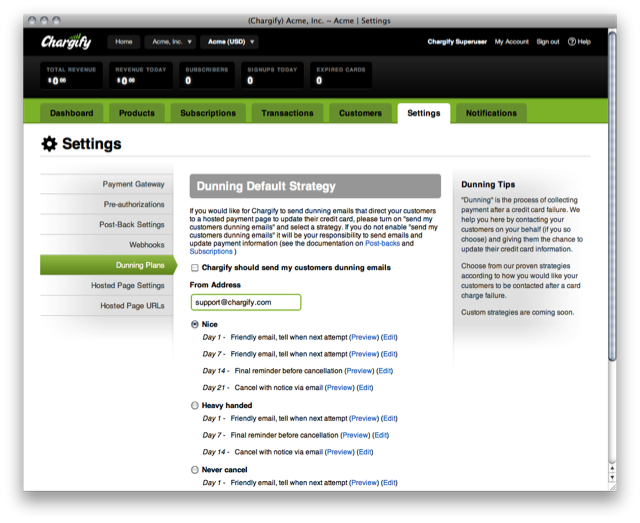 (Chargify) Acme, Inc. ~ Acme | Settings
Chargify Home Acme, Inc. ▼ Acme (USD) ▼ Chargify Superuser My Account Sign out ? Help
TOTAL REVENUE REVENUE TODAY SUBSCRIBERS SIGNUPS TODAY EXPIRED CARDS
$0.00 $0.00 0 0 0
Dashboard Products Subscriptions Transactions Customers Settings Notifications
Settings
Payment Gateway
Pre-authorizations
Post-Back Settings
Webhooks
Dunning Plans
Hosted Page Settings
Hosted Page URLs
Dunning Default Strategy
If you would like for Chargify to send dunning emails that direct your customers
to a hosted payment page to update their credit card, please turn on "send my
customers dunning emails" and select a strategy. If you do not enable "send my
customers dunning emails" it will be your responsibility to send emails and
update payment information (see the documentation on Post-backs and
Subscriptions )
Chargify should send my customers dunning emails
From Address
support@chargify.com
Nice
Day 1 - Friendly email, tell when next attempt (Preview) (Edit)
Day 7 - Friendly email, tell when next attempt (Preview) (Edit)
Day 14 - Final reminder before cancellation (Preview) (Edit)
Day 21 - Cancel with notice via email (Preview) (Edit)
Heavy handed
Day 1 - Friendly email, tell when next attempt (Preview) (Edit)
Day 7 - Final reminder before cancellation (Preview) (Edit)
Day 14 - Cancel with notice via email (Preview) (Edit)
Never cancel
Day 1 - Friendly email, tell when next attempt (Preview) (Edit)
Dunning Tips
"Dunning" is the process of collecting
payment after a credit card failure. We
help you here by contacting your
customers on your behalf (if you so
choose) and giving them the chance to
update their credit card information.
Choose from our proven strategies
according to how you would like your
customers to be contacted after a card
charge failure.
Custom strategies are coming soon.